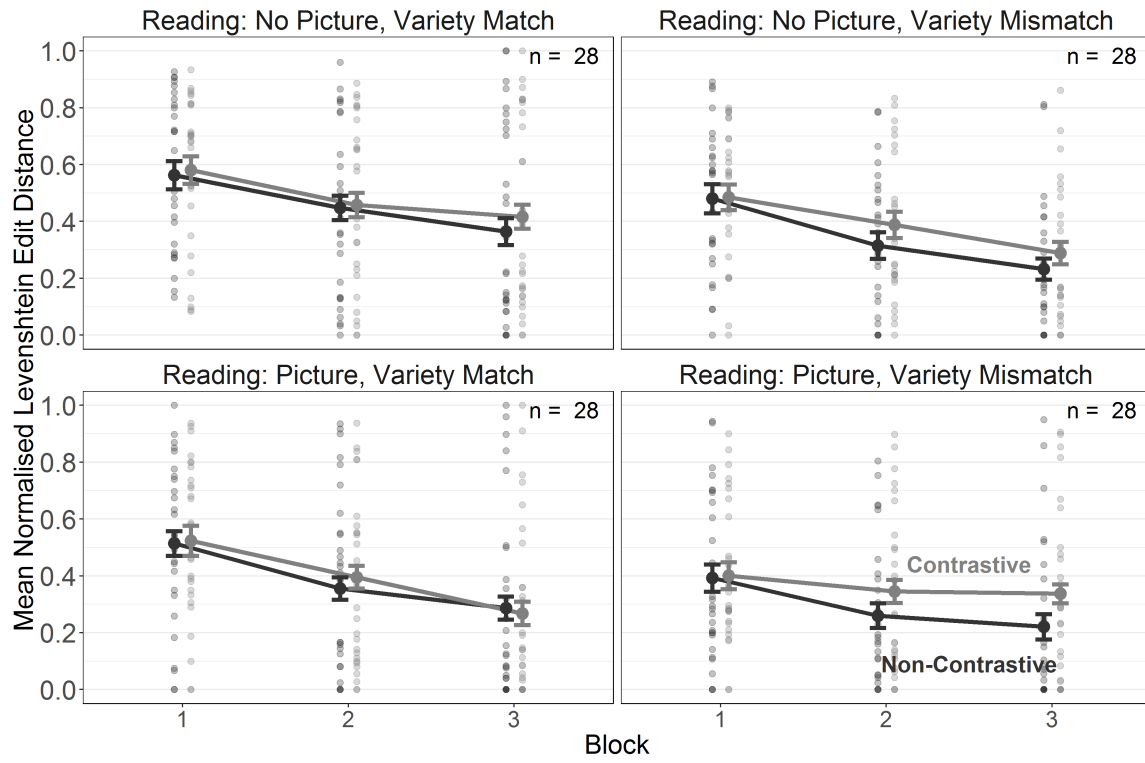 Reading: No Picture, Variety Match
Reading: No Picture, Variety Mismatch
n = 28
n = 28
1.0
0.8
0.6
0.4
0.2
0.0
Mean Normalised Levenshtein Edit Distance
Reading: Picture, Variety Match
Reading: Picture, Variety Mismatch
n = 28
n = 28
1.0
0.8
0.6
0.4
0.2
0.0
Contrastive
Non-Contrastive
1 2 3
1 2 3
Block